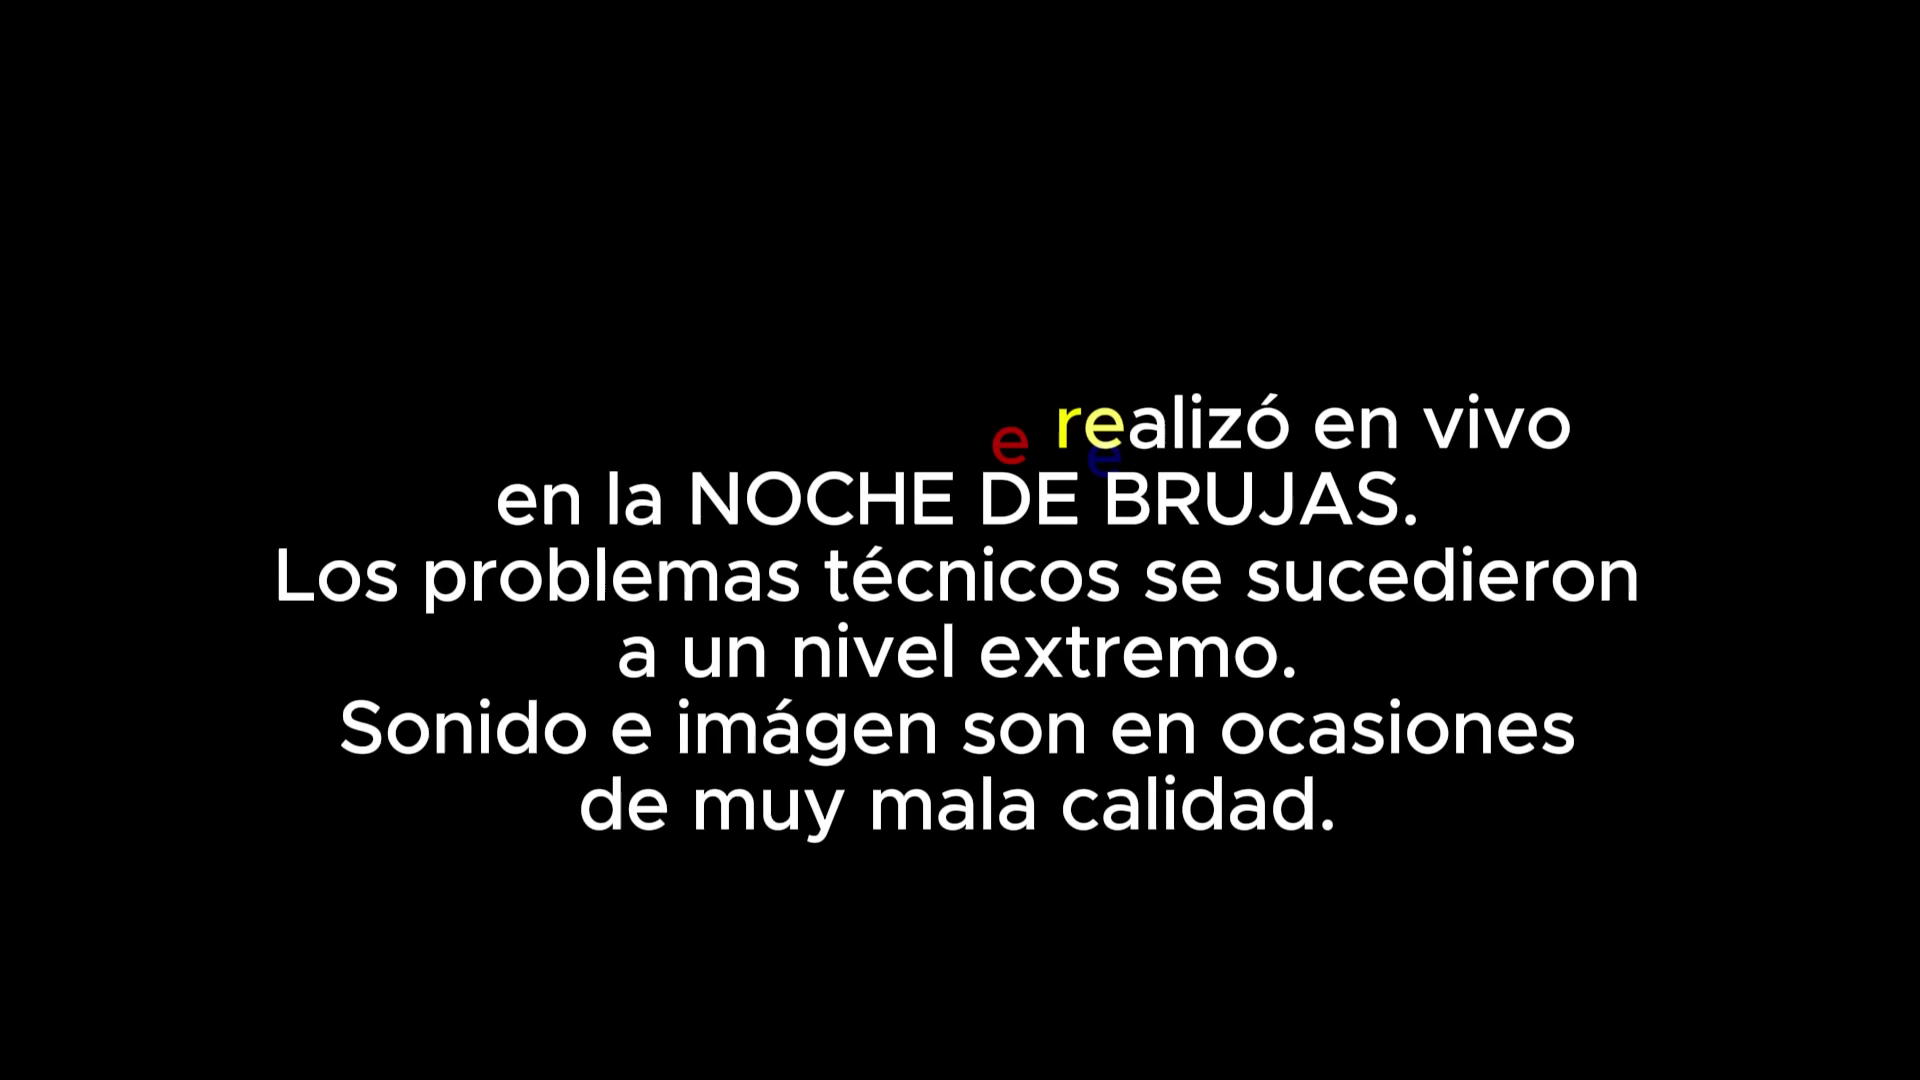 e realizó en vivo
en la NOCHE DE BRUJAS.
Los problemas técnicos se sucedieron
a un nivel extremo.
Sonido e imágen son en ocasiones
de muy mala calidad.